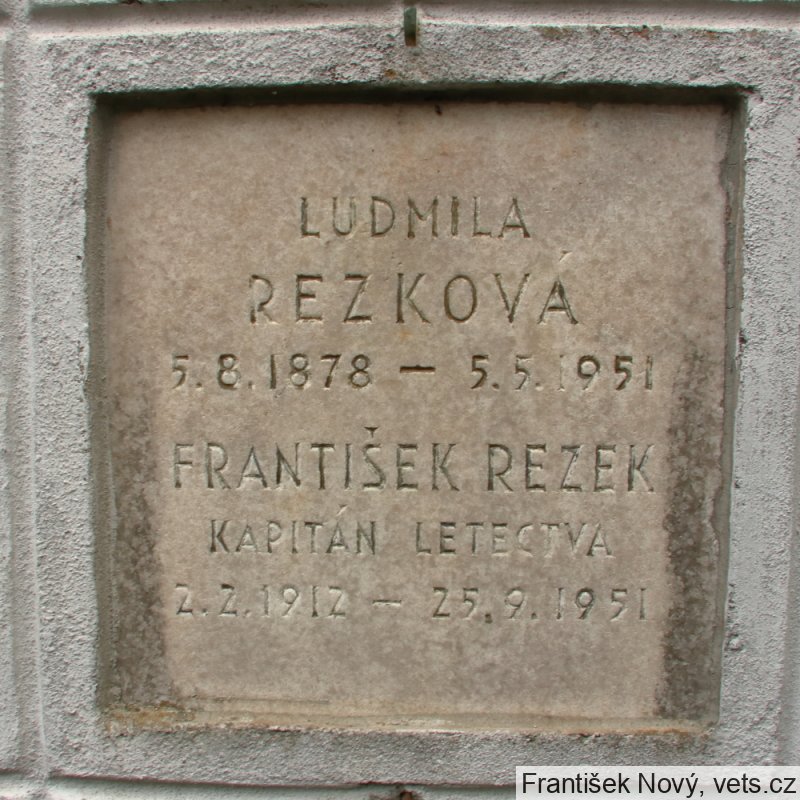 LUDMILA
REZKOVÁ
5.8.1878 – 5.5.1951
FRANTIŠEK REZEK
KAPITÁN LETECTVA
2.2.1912 – 25.9.1951
František Nový, vets.cz